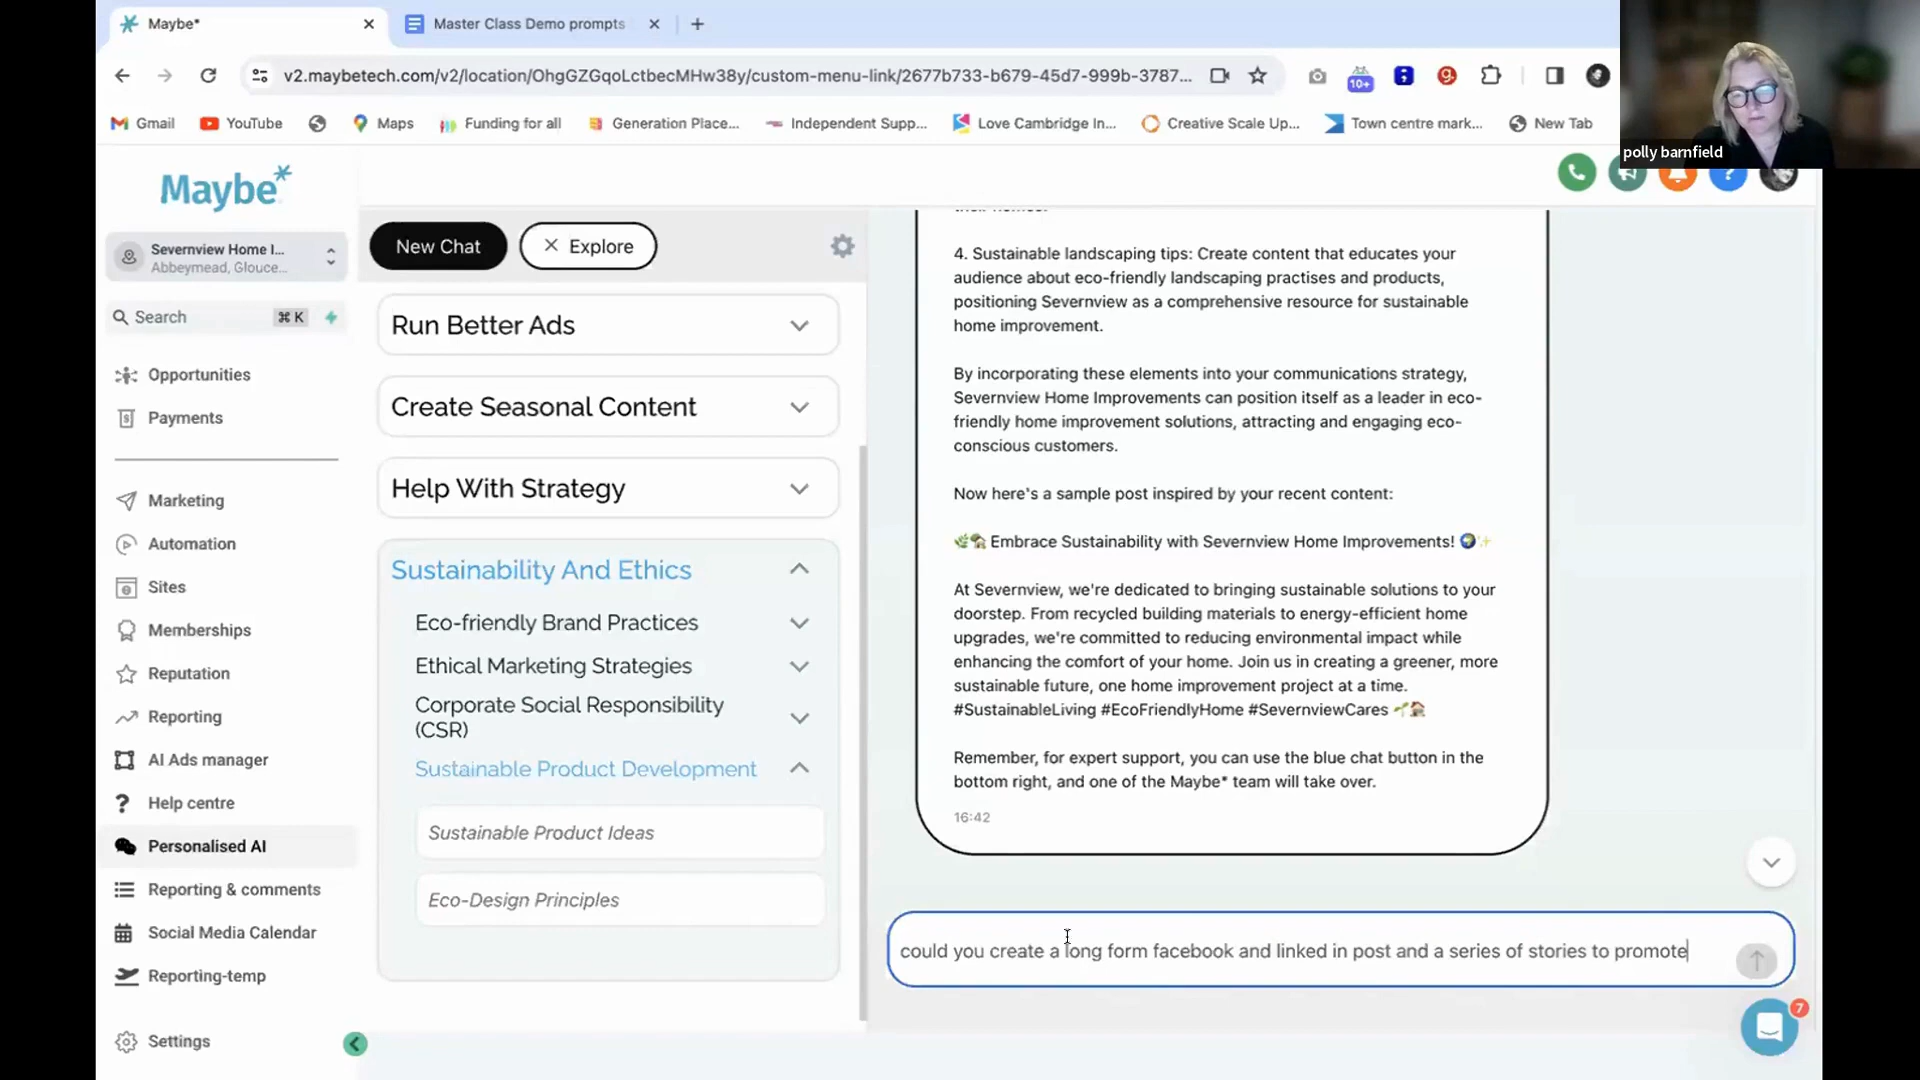 Maybe*
Master Class Demo prompts
v2.maybetech.com/v2/location/OhgGZGqoLctbecMHw38y/custom-menu-link/2677b733-b679-45d7-999b-3787...
10+
Gmail
YouTube
Maps
Funding for all
Generation Place...
Independent Supp...
Love Cambridge In...
Creative Scale Up...
Town centre mark...
New Tab
polly barnfield
Maybe*
Severnview Home I...
Abbeymead, Glouce...
Search
⌘ K
Opportunities
Payments
Marketing
Automation
Sites
Memberships
Reputation
Reporting
AI Ads manager
Help centre
Personalised AI
Reporting & comments
Social Media Calendar
Reporting-temp
Settings
New Chat
Explore
Run Better Ads
Create Seasonal Content
Help With Strategy
Sustainability And Ethics
Eco-friendly Brand Practices
Ethical Marketing Strategies
Corporate Social Responsibility
(CSR)
Sustainable Product Development
Sustainable Product Ideas
Eco-Design Principles
4. Sustainable landscaping tips: Create content that educates your
audience about eco-friendly landscaping practises and products,
positioning Severnview as a comprehensive resource for sustainable
home improvement.
By incorporating these elements into your communications strategy,
Severnview Home Improvements can position itself as a leader in eco-
friendly home improvement solutions, attracting and engaging eco-
conscious customers.
Now here's a sample post inspired by your recent content:
🌿🏡 Embrace Sustainability with Severnview Home Improvements! 🌍✨
At Severnview, we're dedicated to bringing sustainable solutions to your
doorstep. From recycled building materials to energy-efficient home
upgrades, we're committed to reducing environmental impact while
enhancing the comfort of your home. Join us in creating a greener, more
sustainable future, one home improvement project at a time.
#SustainableLiving #EcoFriendlyHome #SevernviewCares 🌱🏠
Remember, for expert support, you can use the blue chat button in the
bottom right, and one of the Maybe* team will take over.
16:42
could you create a long form facebook and linked in post and a series of stories to promote
7